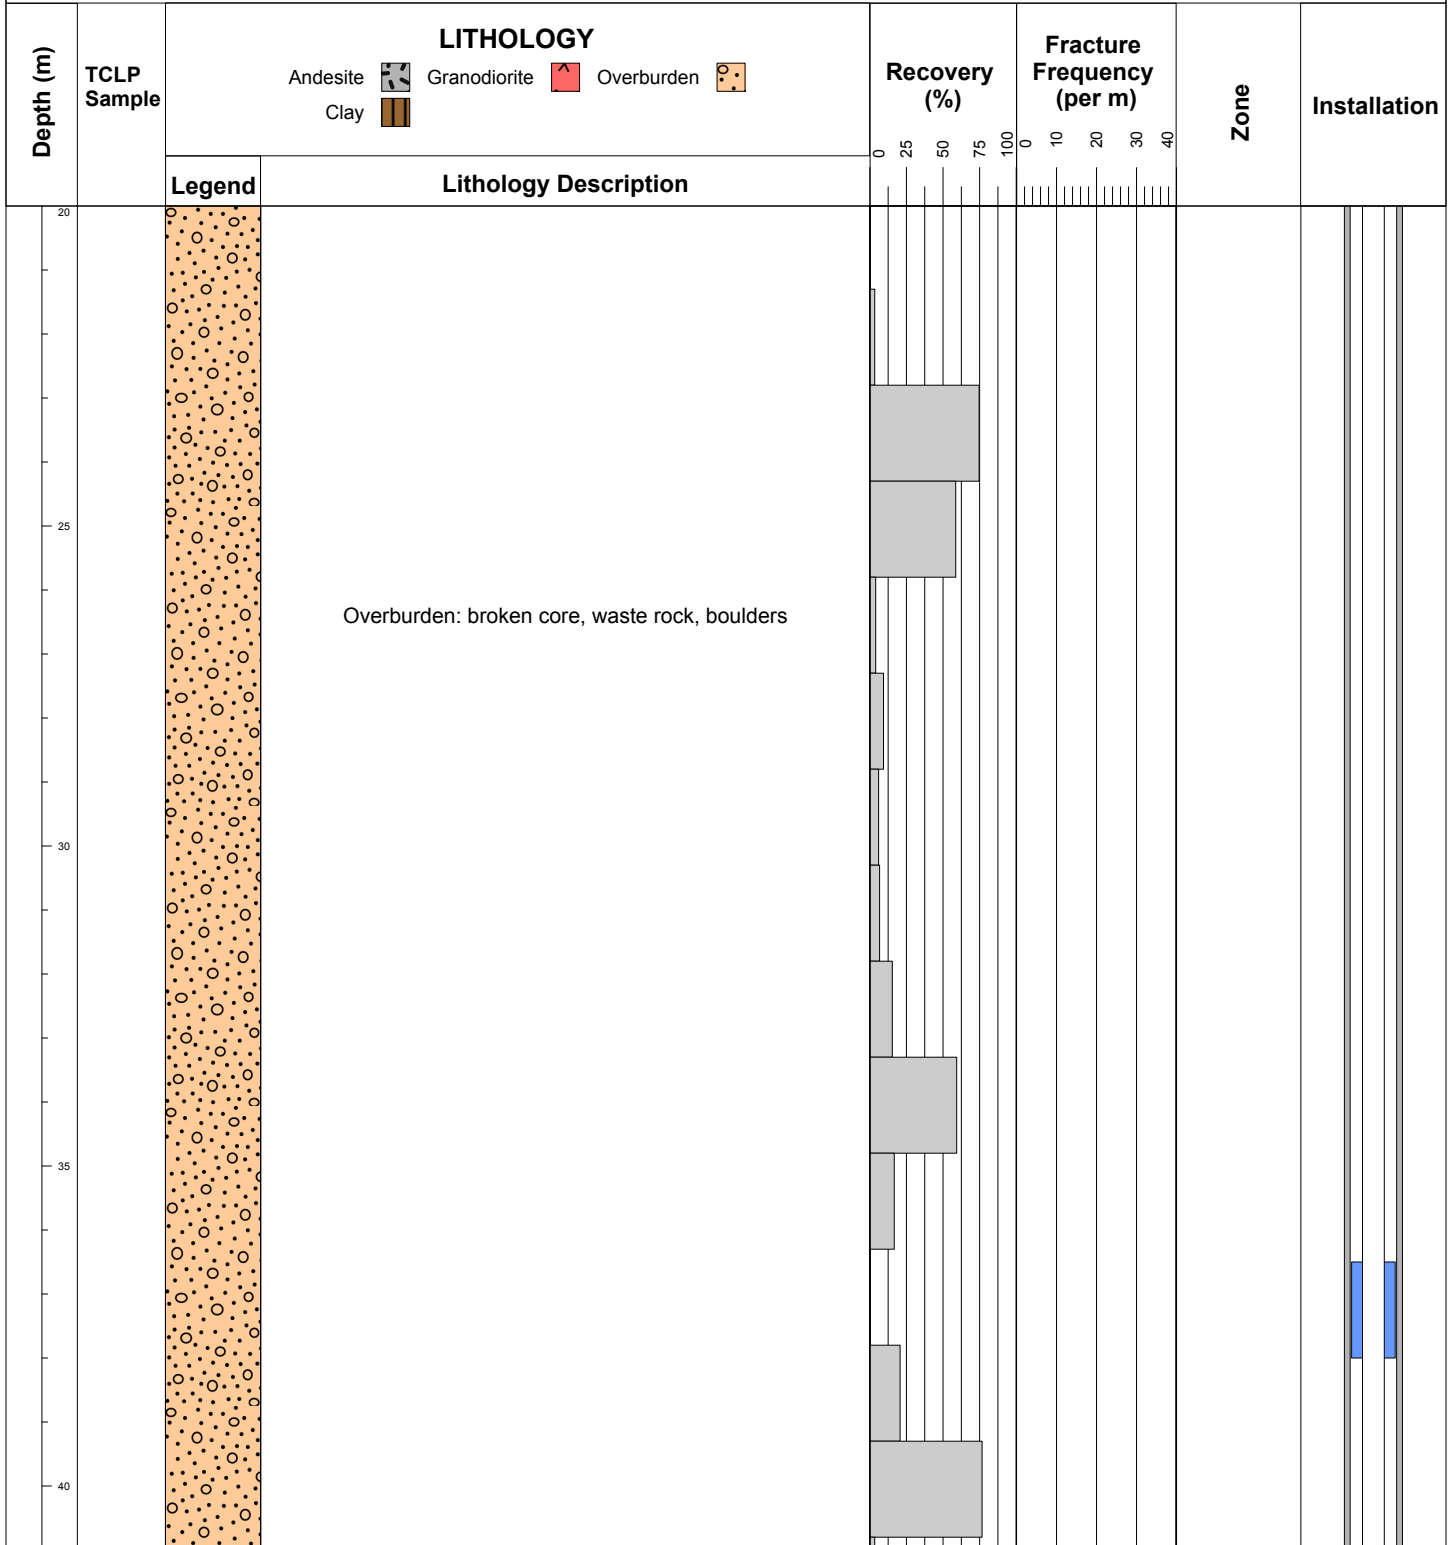 Depth (m)
TCLP
Sample
LITHOLOGY
Andesite Granodiorite Overburden
Clay
Legend
Lithology Description
Recovery
(%)
0 25 50 75 100
Fracture
Frequency
(per m)
0 10 20 30 40
Zone
Installation
20
25
Overburden: broken core, waste rock, boulders
30
35
40